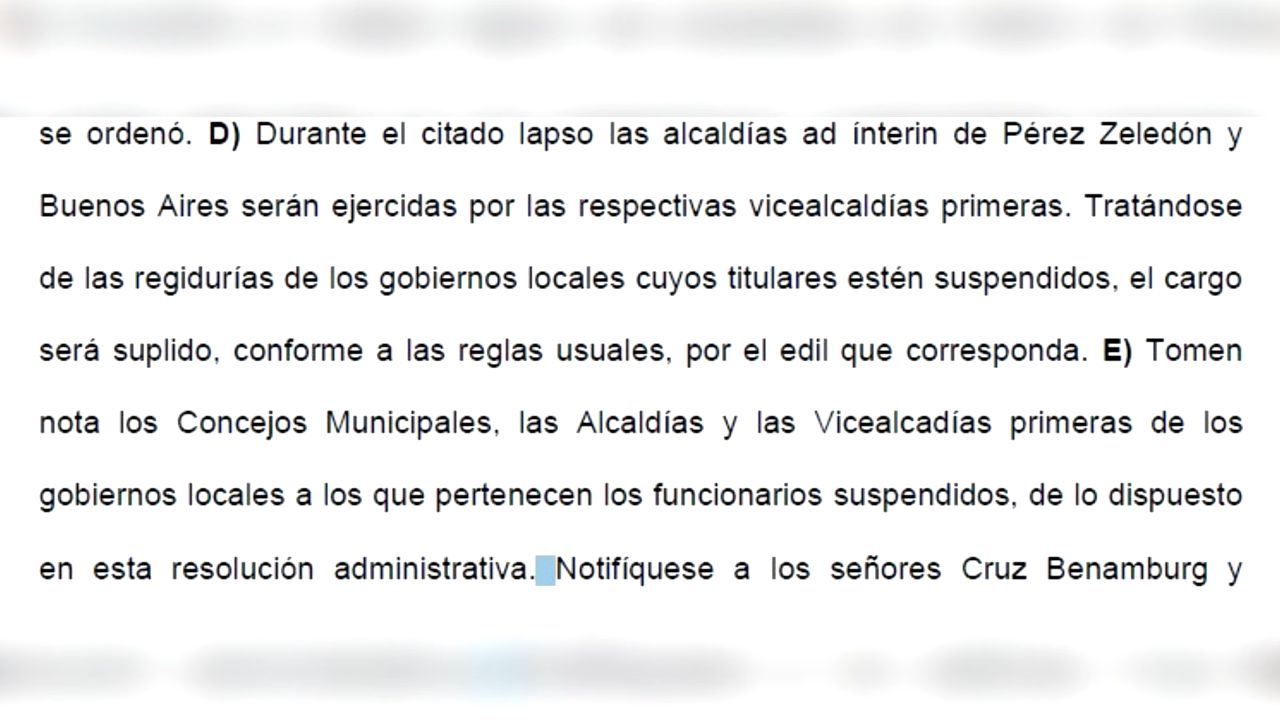 se ordenó. D) Durante el citado lapso las alcaldías ad ínterin de Pérez Zeledón y
Buenos Aires serán ejercidas por las respectivas vicealcaldías primeras. Tratándose
de las regidurías de los gobiernos locales cuyos titulares estén suspendidos, el cargo
será suplido, conforme a las reglas usuales, por el edil que corresponda. E) Tomen
nota los Concejos Municipales, las Alcaldías y las Vicealcadías primeras de los
gobiernos locales a los que pertenecen los funcionarios suspendidos, de lo dispuesto
en esta resolución administrativa. Notifíquese a los señores Cruz Benamburg y